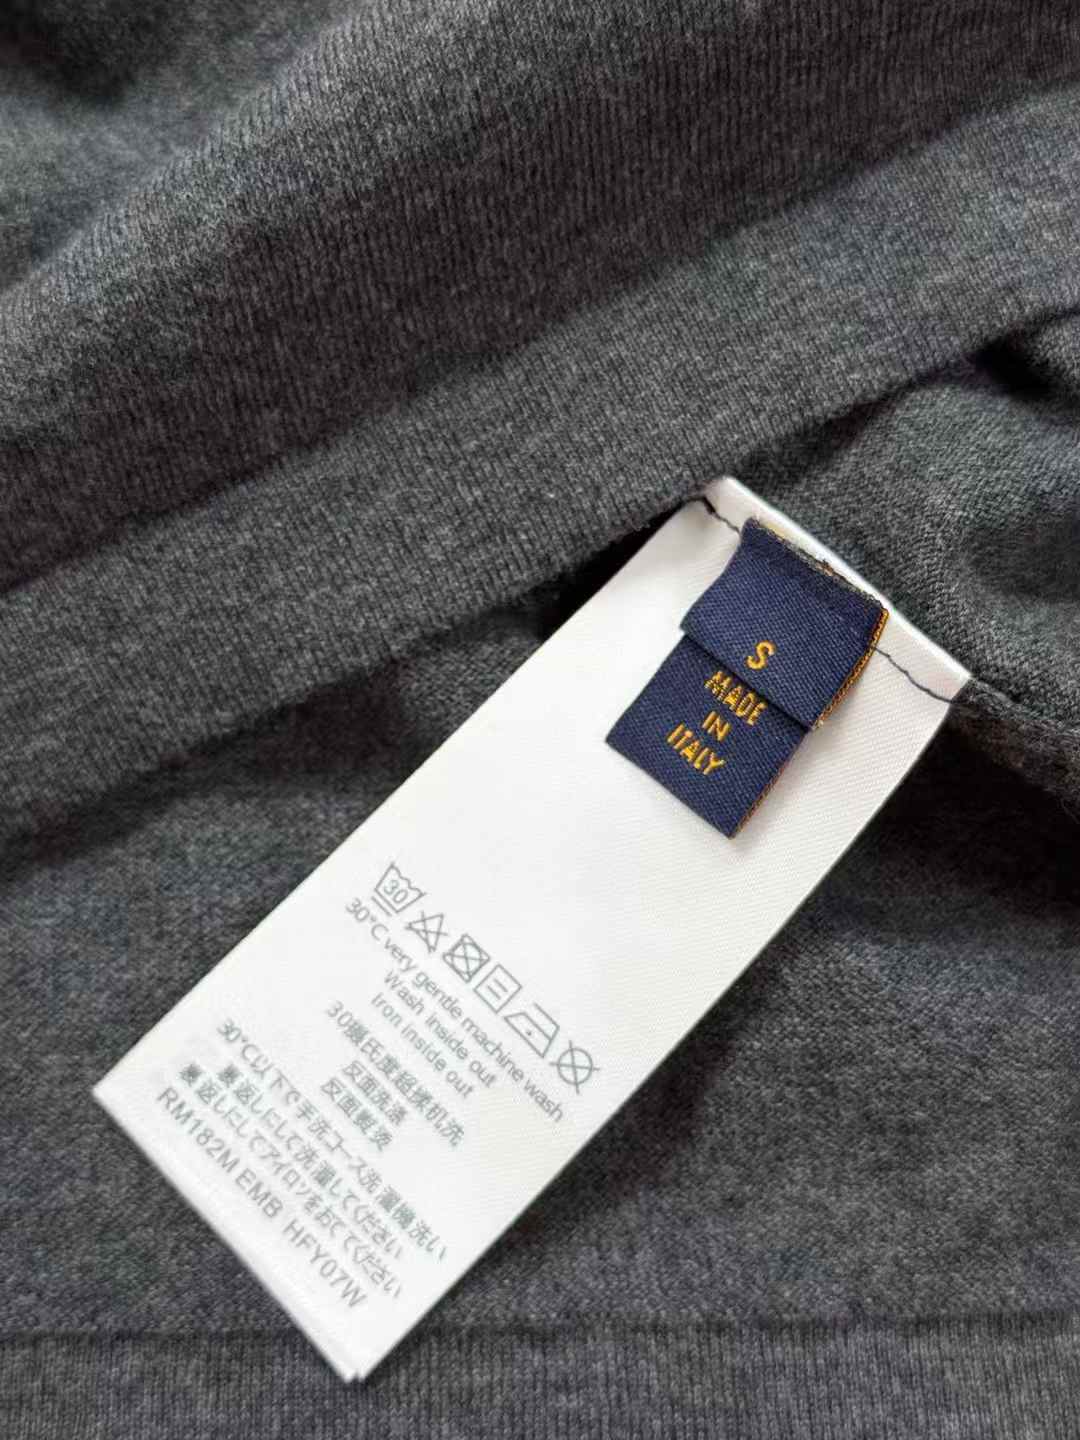 S
MADE
IN
ITALY
30
30°C very gentle machine wash
Wash inside out
Iron inside out
30攝氏度超柔机洗
反面洗涤
反面熨烫
30℃以下で手洗コース洗濯機洗い
裏返しにして洗濯してください
裏返しにしてアイロンをおてください
RM182M EMB HFY07W